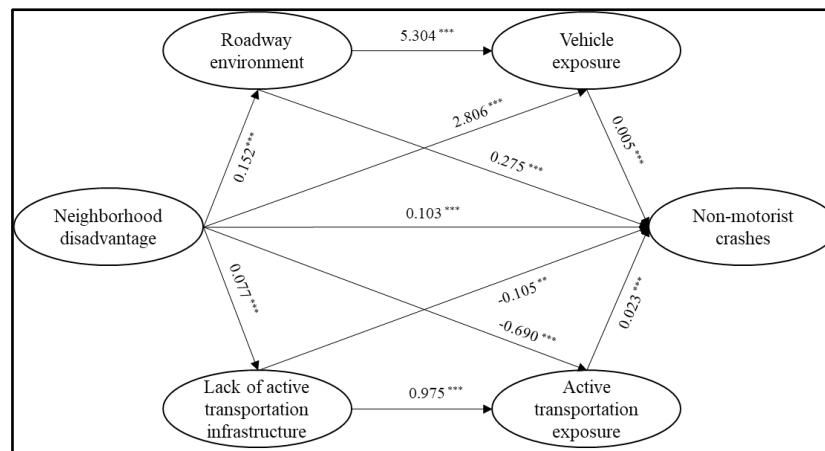 Roadway
environment
5.304 ***
Vehicle
exposure
0.152 ***
2.806 ***
0.275 ***
0.005 ***
Neighborhood
disadvantage
0.103 ***
Non-motorist
crashes
0.077 ***
-0.105 **
-0.690 ***
0.023 ***
Lack of active
transportation
infrastructure
0.975 ***
Active
transportation
exposure